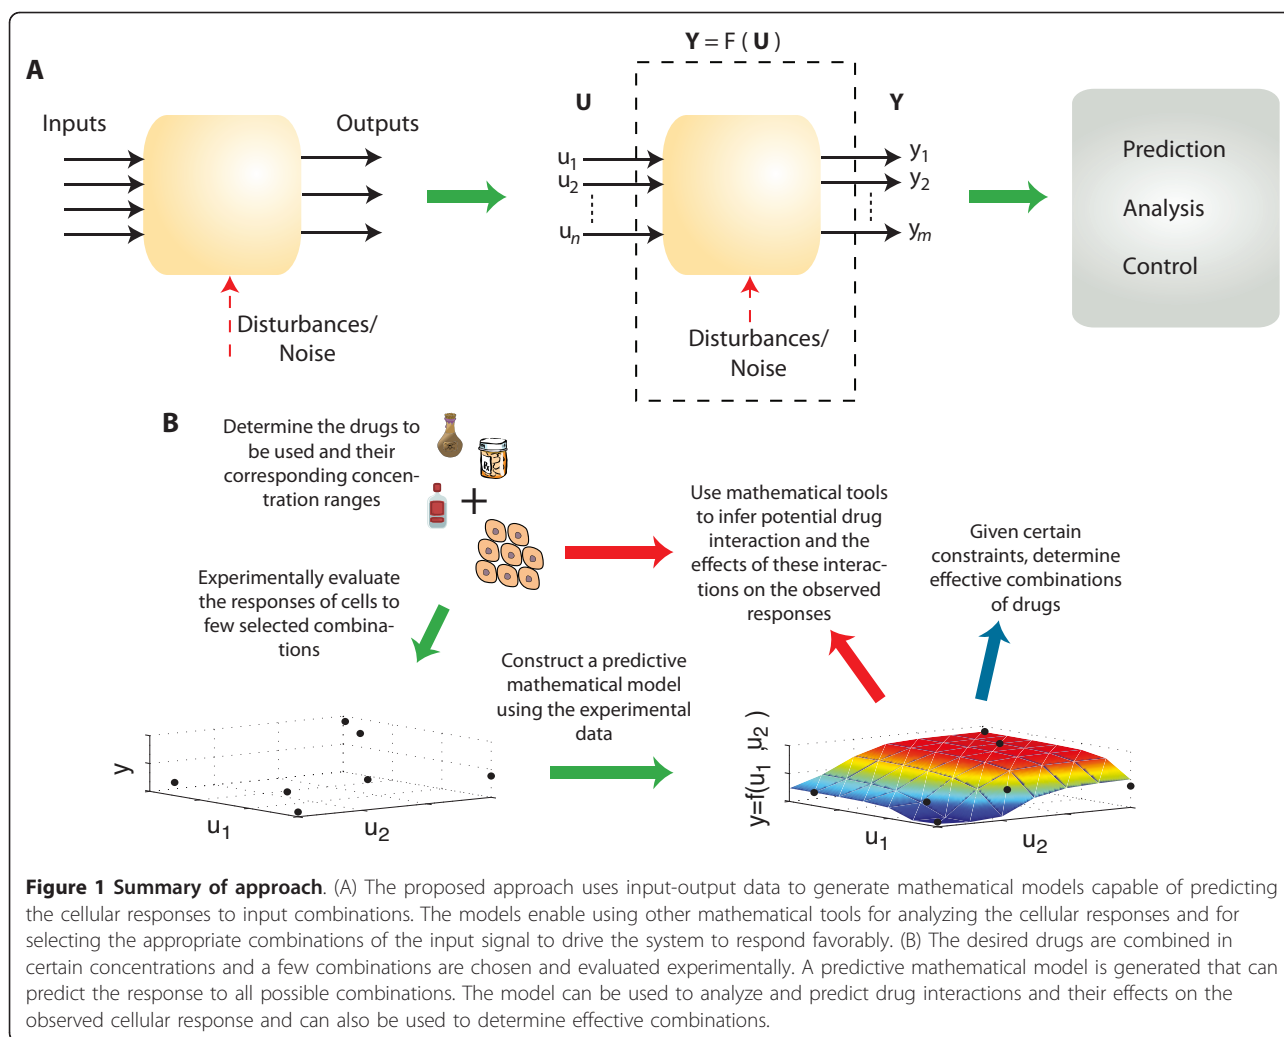 A
Inputs
Outputs
Disturbances/
Noise
Y = F ( U )
U
Y
u1
u2
un
y1
y2
ym
Disturbances/
Noise
Prediction
Analysis
Control
B
Determine the drugs to
be used and their
corresponding concen-
tration ranges
+
Experimentally evaluate
the responses of cells to
few selected combina-
tions
Use mathematical tools
to infer potential drug
interaction and the
effects of these interac-
tions on the observed
responses
Given certain
constraints, determine
effective combinations
of drugs
Construct a predictive
mathematical model
using the experimental
data
y
u1
u2
y=f(u1 ,u2 )
u1
u2
Figure 1 Summary of approach. (A) The proposed approach uses input-output data to generate mathematical models capable of predicting
the cellular responses to input combinations. The models enable using other mathematical tools for analyzing the cellular responses and for
selecting the appropriate combinations of the input signal to drive the system to respond favorably. (B) The desired drugs are combined in
certain concentrations and a few combinations are chosen and evaluated experimentally. A predictive mathematical model is generated that can
predict the response to all possible combinations. The model can be used to analyze and predict drug interactions and their effects on the
observed cellular response and can also be used to determine effective combinations.